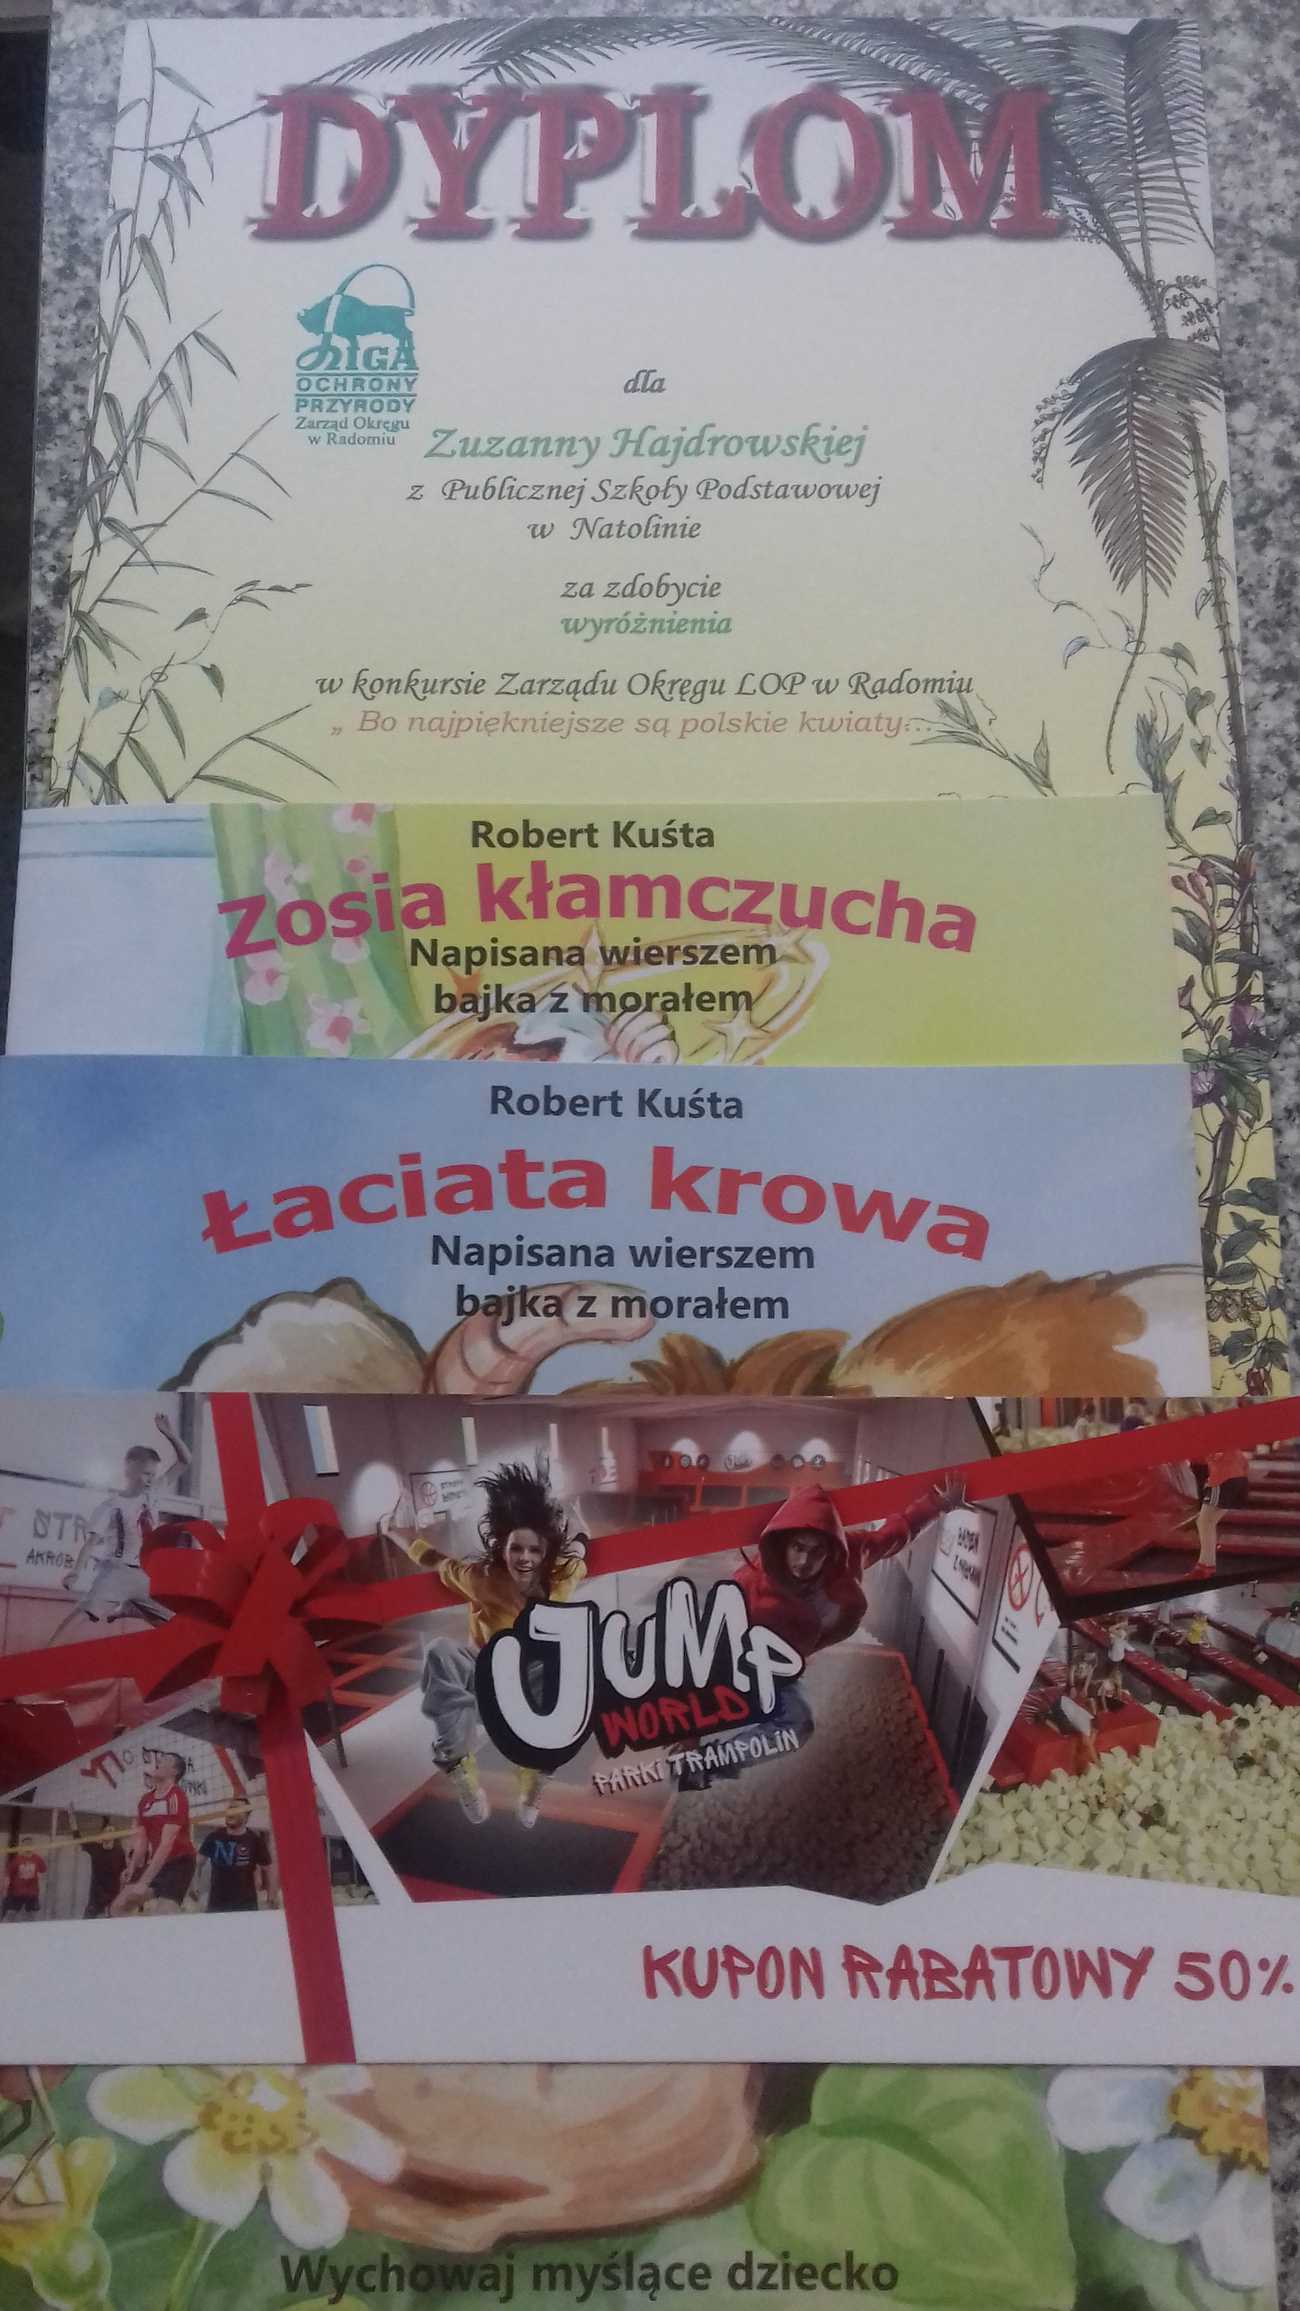 DYPLOM
LIGA
OCHRONY
PRZYRODY
Zarząd Okręgu
w Radomiu
dla
Zuzanny Hajdrowskiej
z Publicznej Szkoły Podstawowej
w Natolinie
za zdobycie
wyróżnienia
w konkursie Zarządu Okręgu LOP w Radomiu
„ Bo najpiękniejsze są polskie kwiaty...
Robert Kuśta
Zosia kłamczucha
Napisana wierszem
bajka z morałem
Robert Kuśta
Łaciata krowa
Napisana wierszem
bajka z morałem
STR
AKROB
JUMP
WORLD
PARKI TRAMPOLIN
KUPON RABATOWY 50%
Wychowaj myślące dziecko